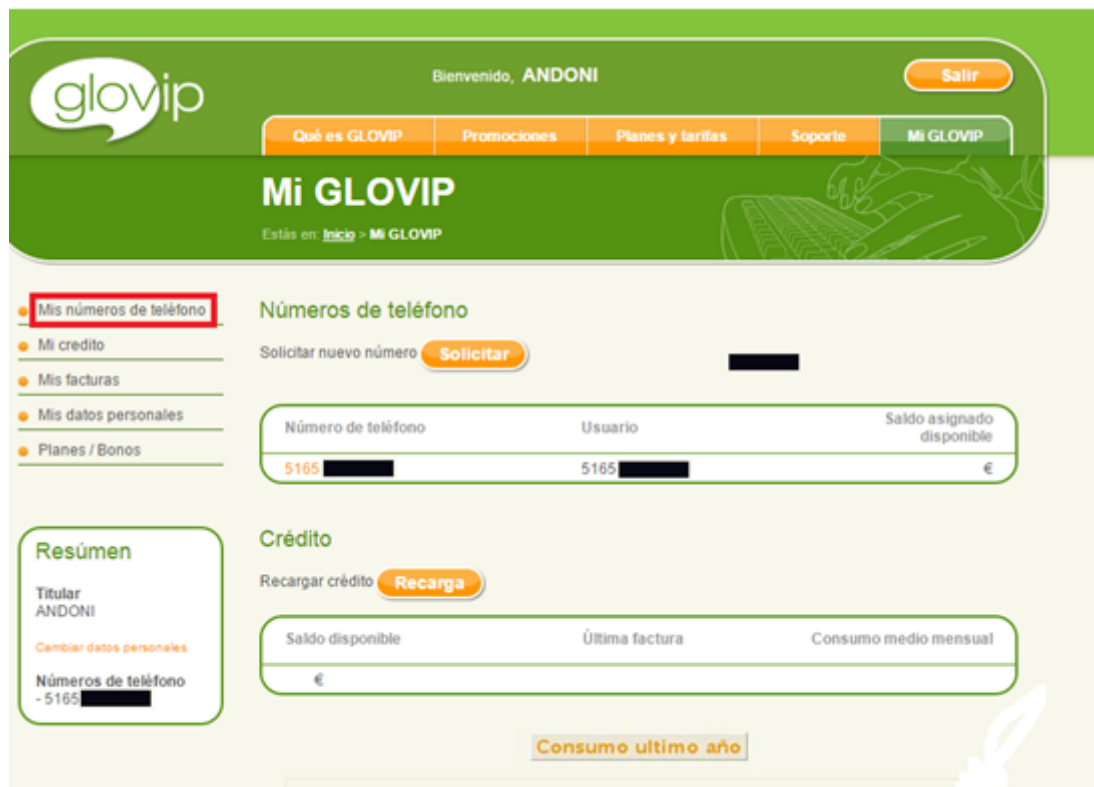 glovip
Bienvenido, ANDONI
Salir
Qué es GLOVIP
Promociones
Planes y tarifas
Soporte
Mi GLOVIP
Mi GLOVIP
Estás en: Inicio > Mi GLOVIP
Mis números de teléfono
Mi credito
Mis facturas
Mis datos personales
Planes / Bonos
Números de teléfono
Solicitar nuevo número Solicitar
Número de teléfono
Usuario
Saldo asignado
disponible
5165
5165
€
Resúmen
Titular
ANDONI
Cambiar datos personales
Números de teléfono
- 5165
Crédito
Recargar crédito Recarga
Saldo disponible
Última factura
Consumo medio mensual
€
Consumo ultimo año